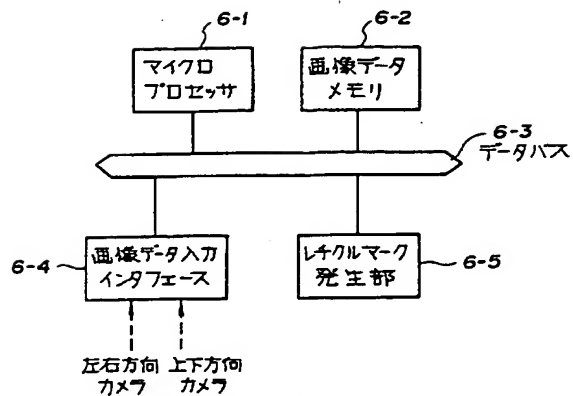 6-1
6-2
マイクロ
プロセッサ
画像データ
メモリ
6-3
データバス
6-4
画像データ入力
インタフェース
レチクルマーク
発生部
6-5
左右方向
カメラ
上下方向
カメラ